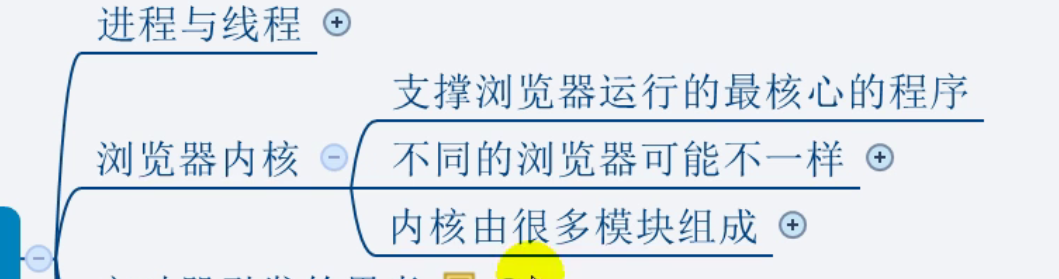 进程与线程
支撑浏览器运行的最核心的程序
浏览器内核
不同的浏览器可能不一样
内核由很多模块组成